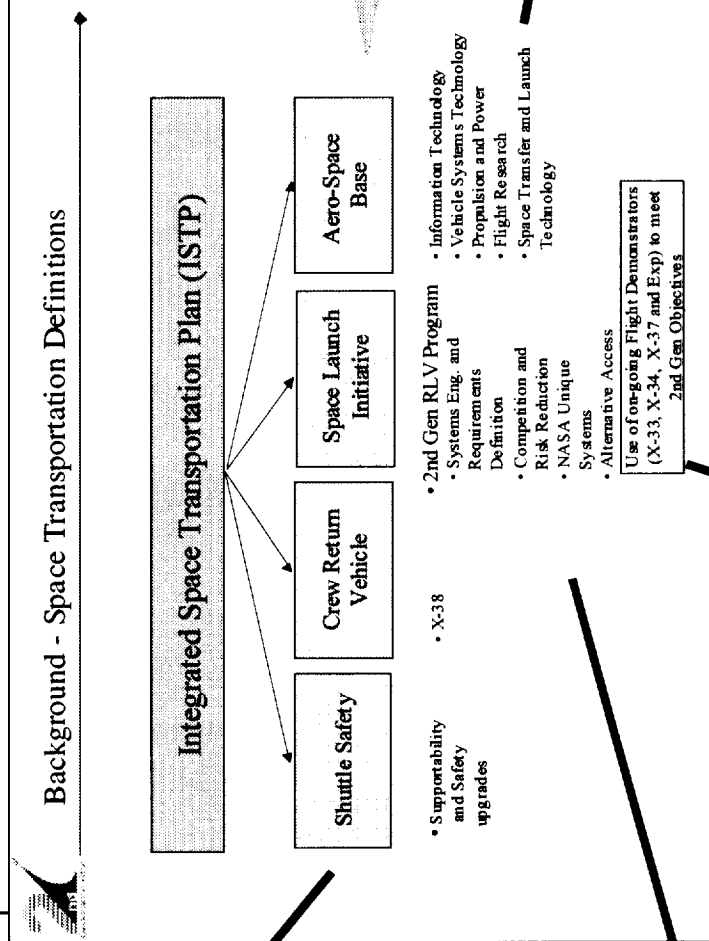 Background - Space Transportation Definitions
Integrated Space Transportation Plan (ISTP)
Shuttle Safety
Crew Return
Vehicle
Space Launch
Initiative
Aero-Space
Base
• Supportability
and Safety
upgrades
• X-38
• 2nd Gen RLV Program
• Systems Eng. and
Requirements
Definition
• Competition and
Risk Reduction
• NASA Unique
Systems
• Alternative Access
• Information Technology
• Vehicle Systems Technology
• Propulsion and Power
• Flight Research
• Space Transfer and Launch
Technology
Use of on-going Flight Demonstrators
(X-33, X-34, X-37 and Exp) to meet
2nd Gen Objectives